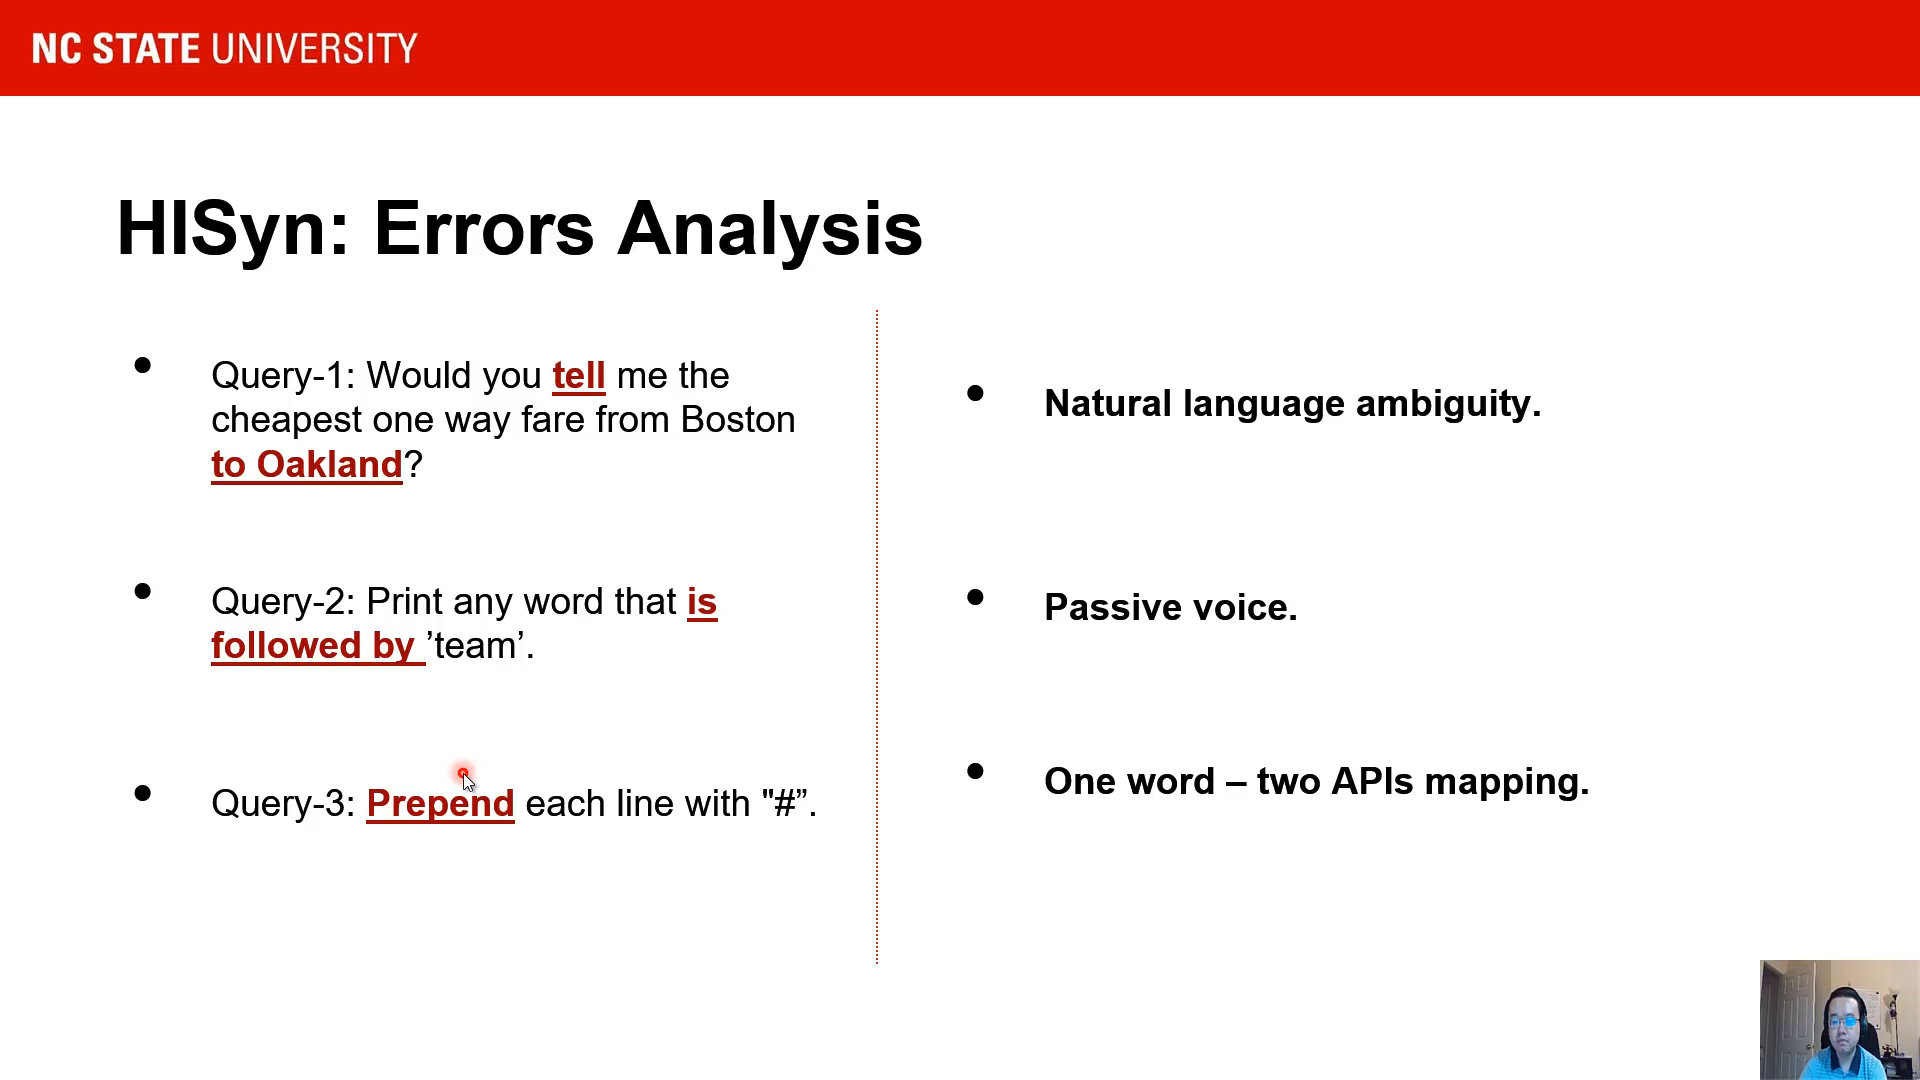 NC STATE UNIVERSITY
HISyn: Errors Analysis
Query-1: Would you tell me the
cheapest one way fare from Boston
to Oakland?
Query-2: Print any word that is
followed by ’team’.
Query-3: Prepend each line with "#”.
Natural language ambiguity.
Passive voice.
One word – two APIs mapping.